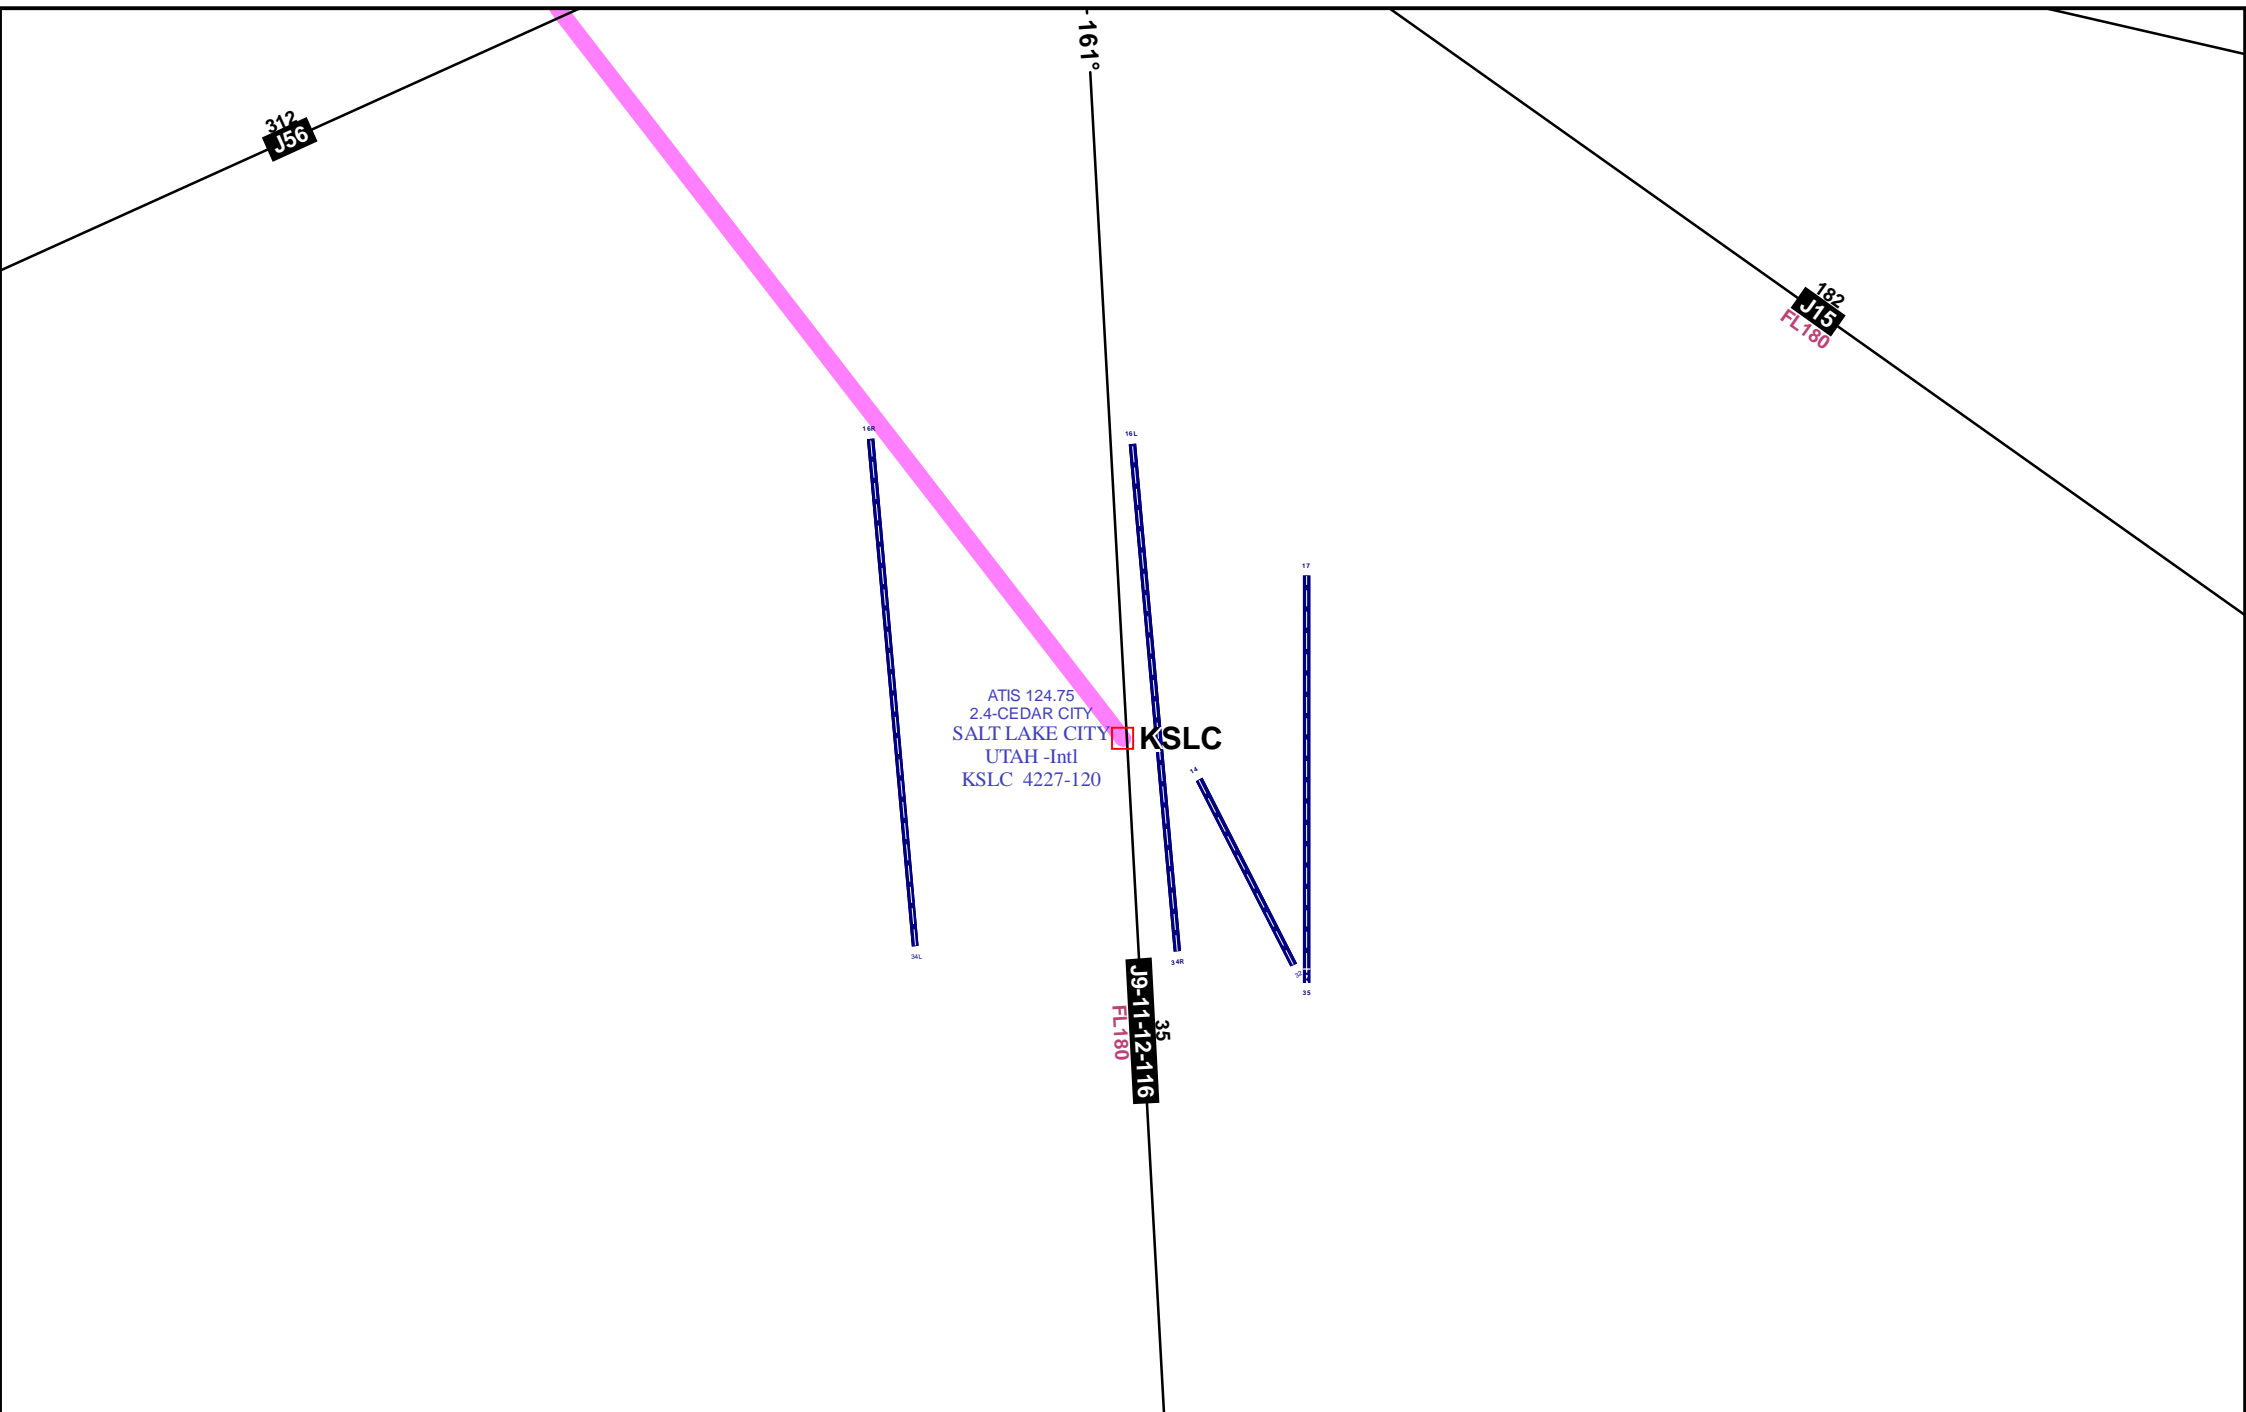 161°
312
J56
182
J15
FL180
16R
16L
17
ATIS 124.75
2.4-CEDAR CITY
SALT LAKE CITY
UTAH -Intl
KSLC 4227-120
KSLC
14
34L
34R
32
35
J9-11-12-116
35
FL180